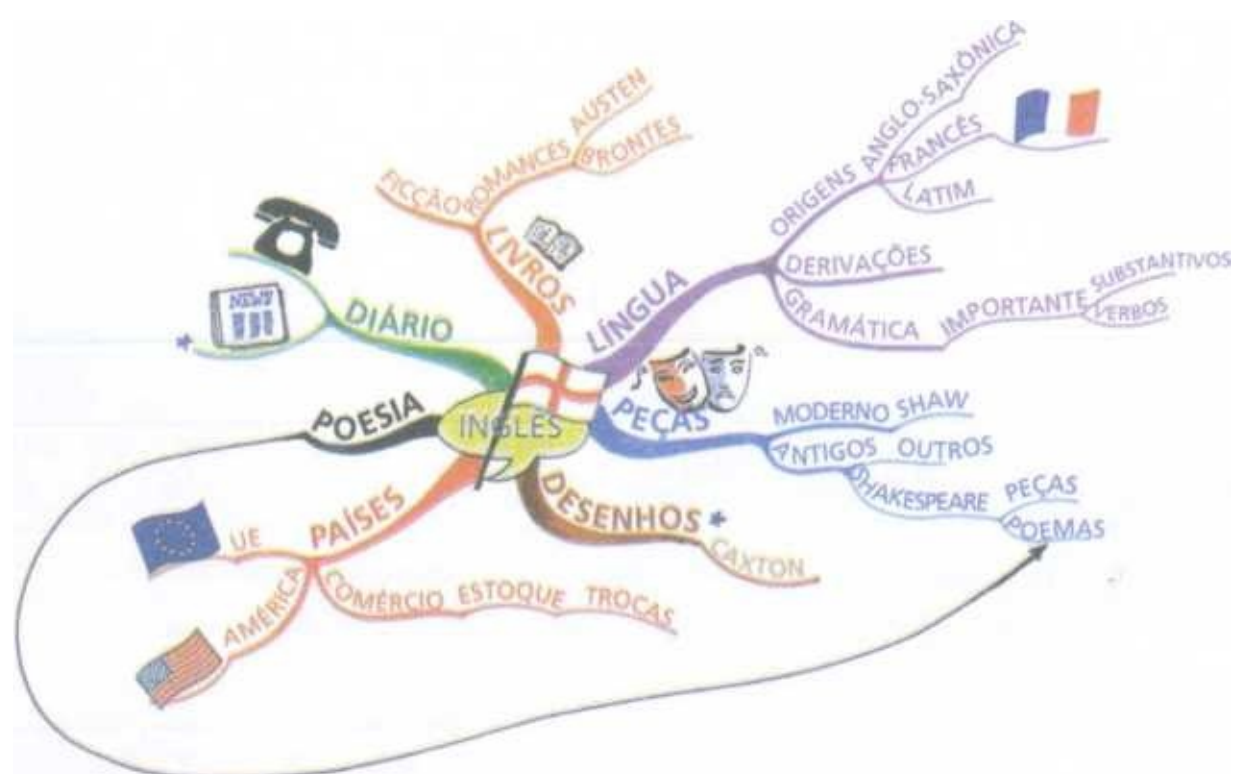 INGLÊS
LIVROS
FICÇÃO
ROMANCES
AUSTEN
BRONTES
LÍNGUA
ORIGENS
ANGLO-SAXÔNICA
FRANCÊS
LATIM
DERIVAÇÕES
GRAMÁTICA
IMPORTANTE
SUBSTANTIVOS
VERBOS
PEÇAS
MODERNO SHAW
ANTIGOS OUTROS
SHAKESPEARE
PEÇAS
POEMAS
DESENHOS *
CAXTON
PAÍSES
UE
AMÉRICA
COMÉRCIO ESTOQUE TROCAS
POESIA
DIÁRIO
*